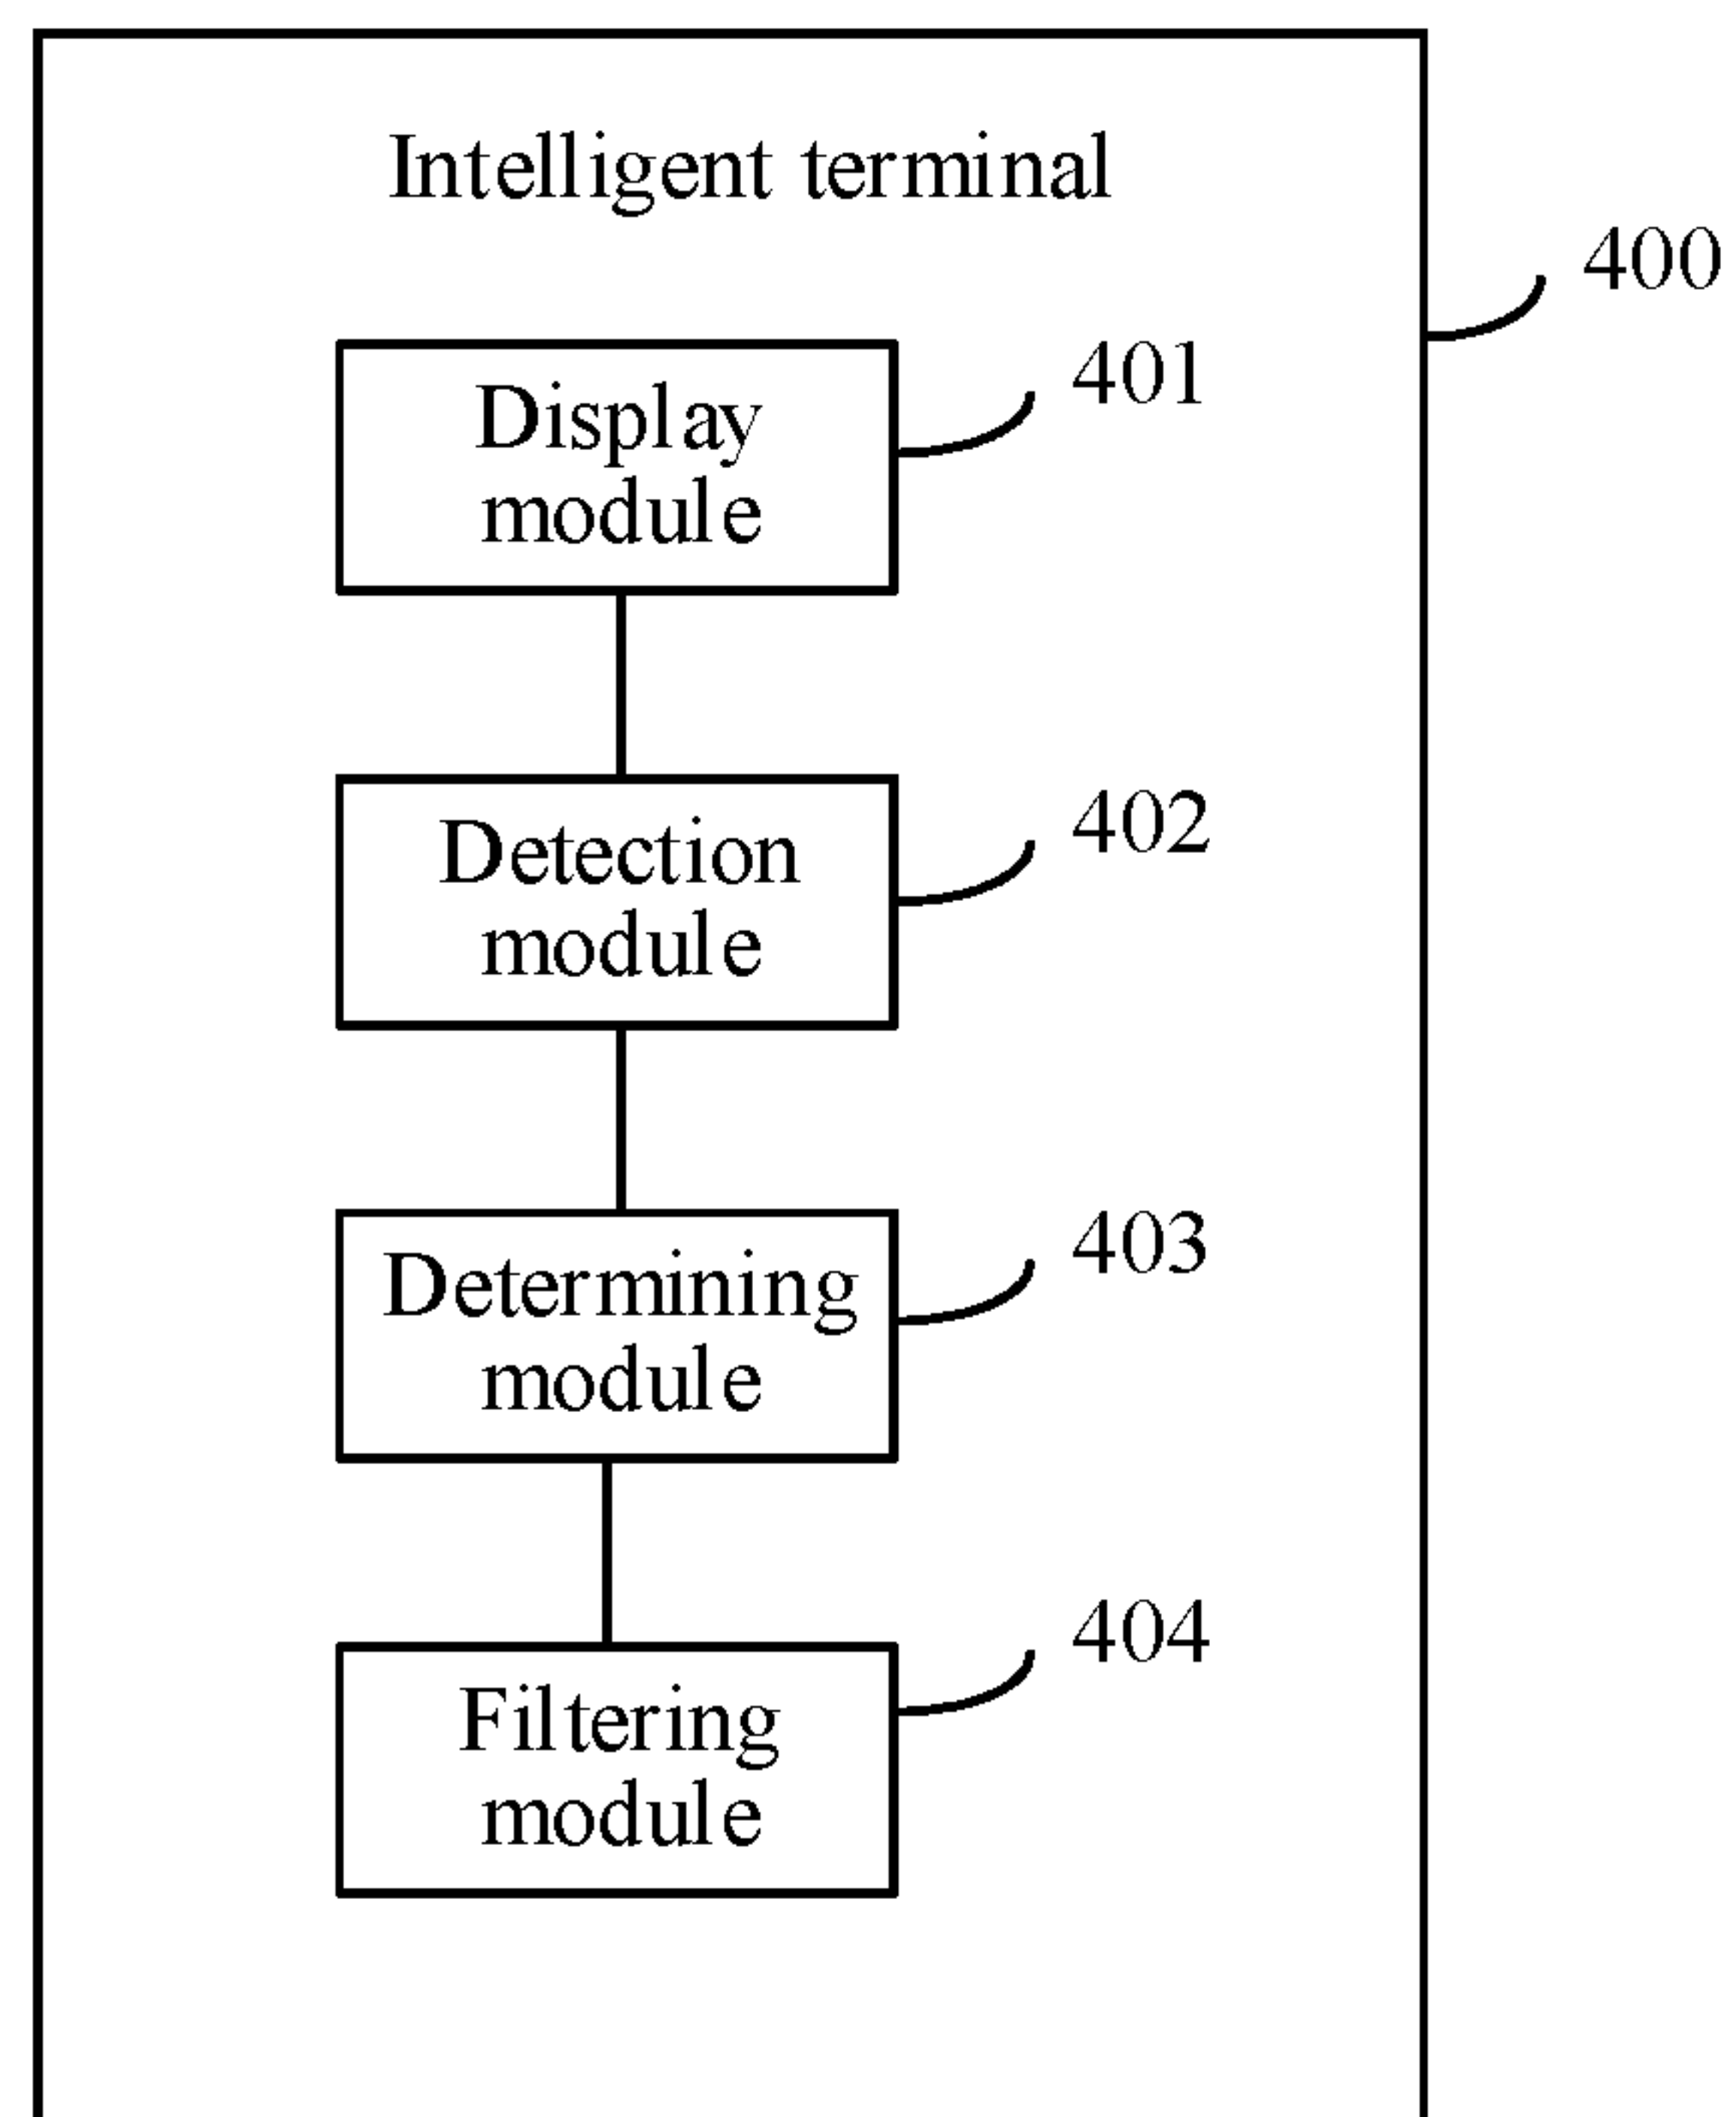 Intelligent terminal
400
Display
module
401
Detection
module
402
Determining
module
403
Filtering
module
404